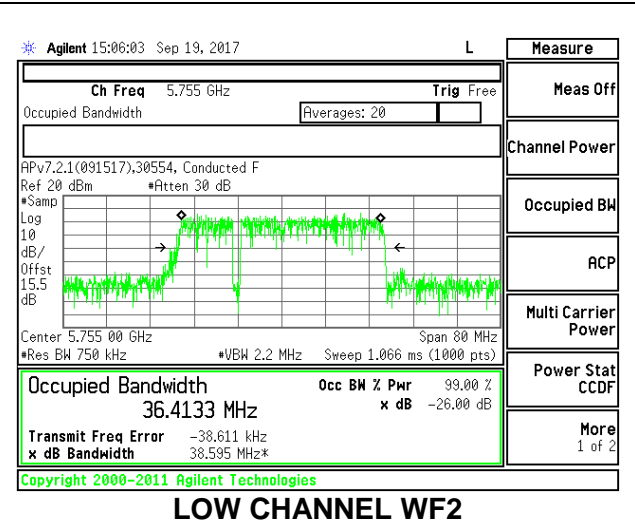 Agilent 15:06:03 Sep 19, 2017 L
Ch Freq 5.755 GHz Trig Free
Occupied Bandwidth Averages: 20
APv7.2.1(091517),30554, Conducted F
Ref 20 dBm #Atten 30 dB
#Samp
Log
10
dB/
Offst
15.5
dB
Center 5.755 00 GHz Span 80 MHz
#Res BW 750 kHz #VBW 2.2 MHz Sweep 1.066 ms (1000 pts)
Occupied Bandwidth Occ BW % Pwr 99.00 %
36.4133 MHz x dB -26.00 dB
Transmit Freq Error -38.611 kHz
x dB Bandwidth 38.595 MHz*
Copyright 2000-2011 Agilent Technologies
Measure
Meas Off
Channel Power
Occupied BW
ACP
Multi Carrier
Power
Power Stat
CCDF
More
1 of 2
LOW CHANNEL WF2